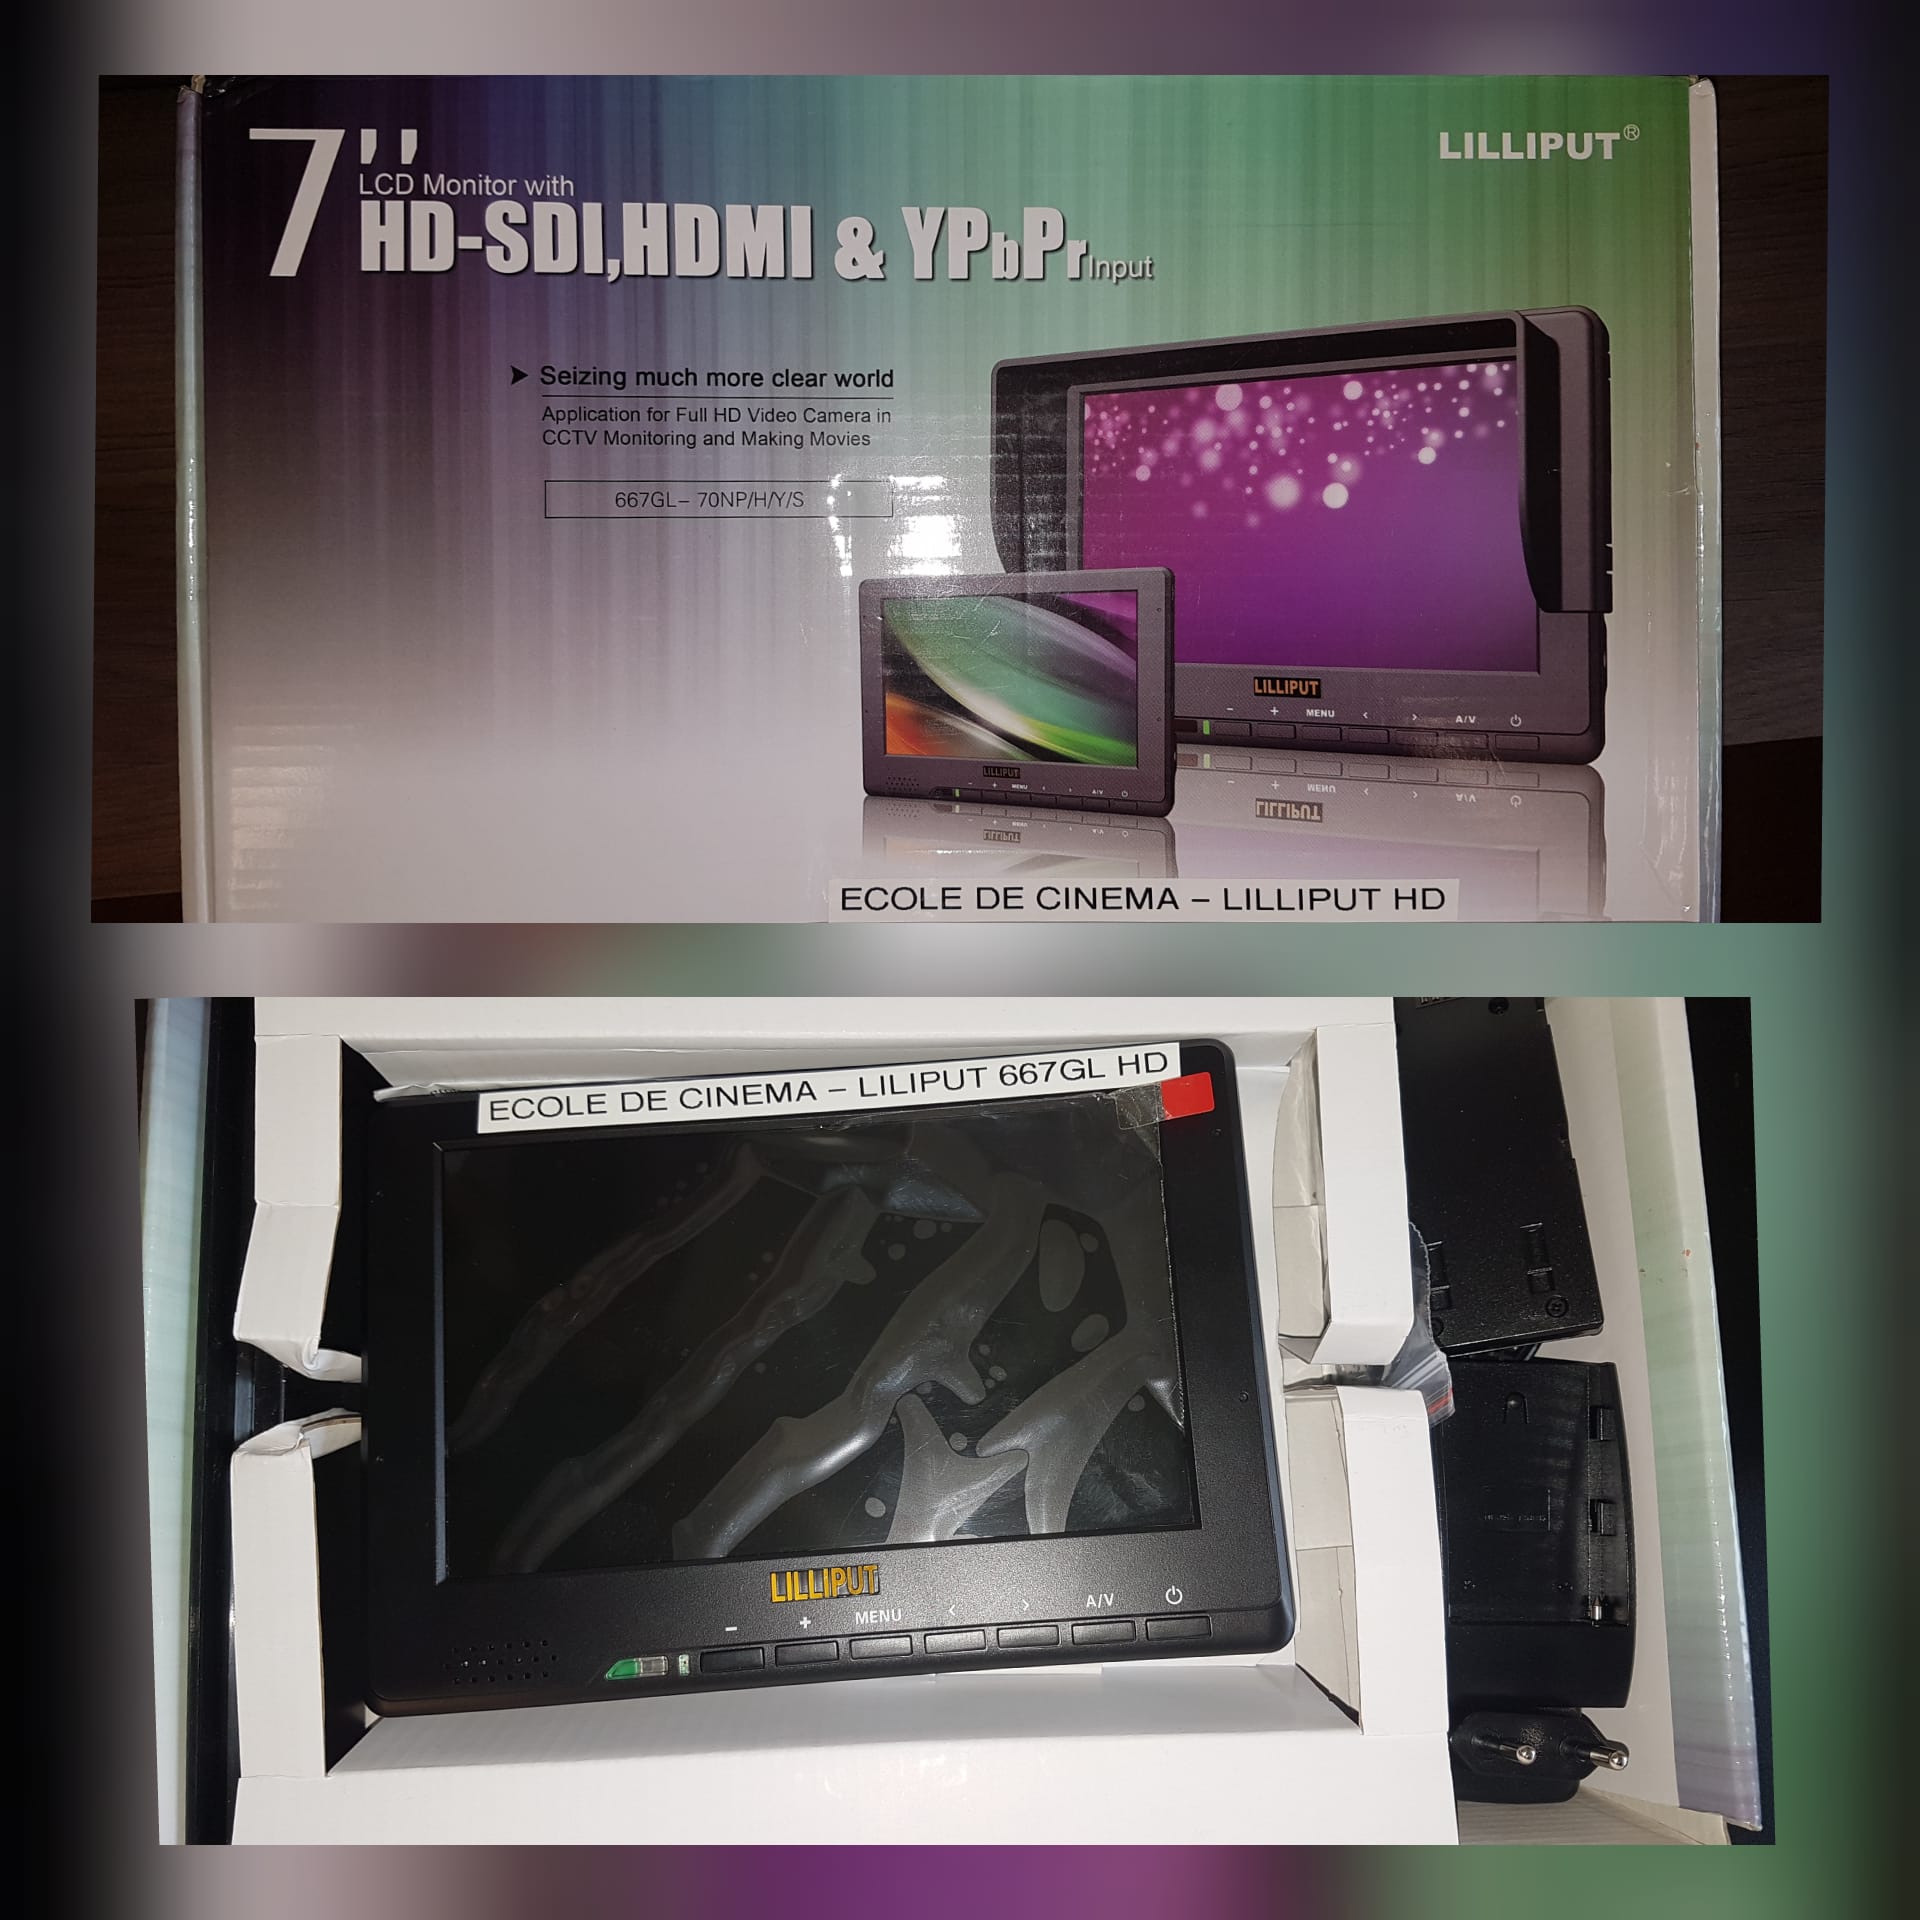 7''
LCD Monitor with
HD-SDI,HDMI & YPbPr Input
LILLIPUT®
➤ Seizing much more clear world
Application for Full HD Video Camera in
CCTV Monitoring and Making Movies
667GL– 70NP/H/Y/S
LILLIPUT
– + MENU < > A/V
LILLIPUT
– + MENU < > A/V
ECOLE DE CINEMA – LILLIPUT HD
ECOLE DE CINEMA – LILIPUT 667GL HD
LILLIPUT
– + MENU < > A/V